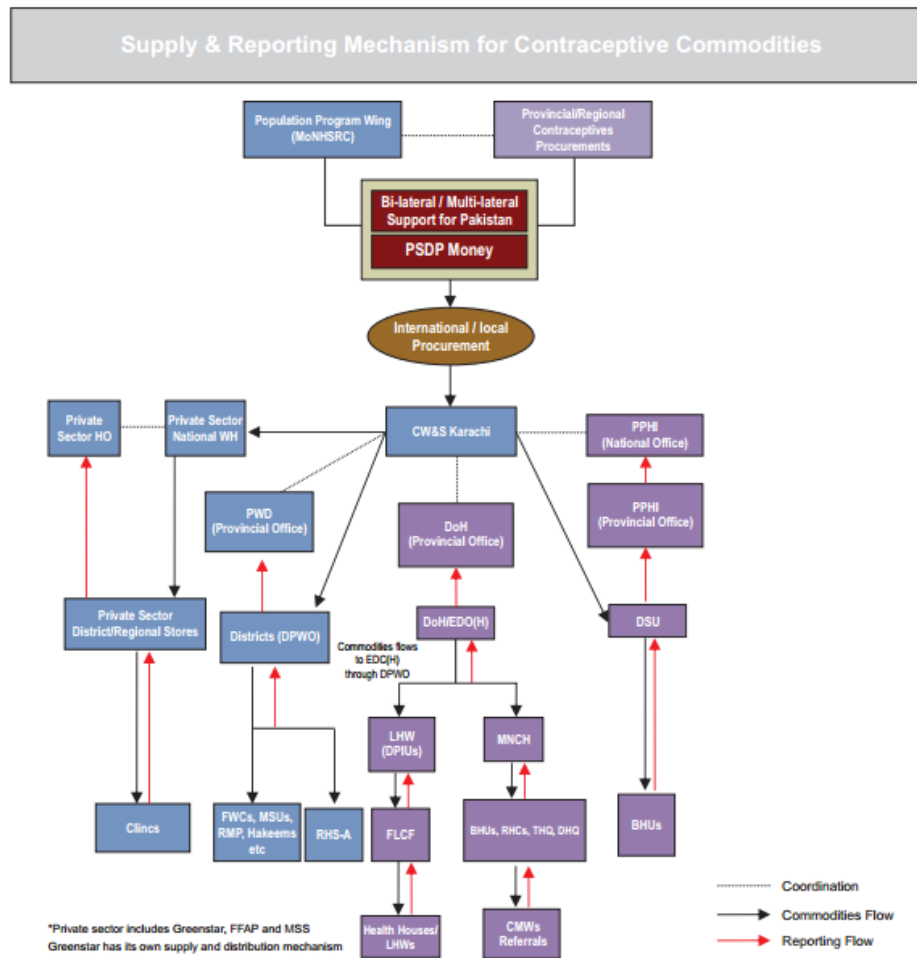 Supply & Reporting Mechanism for Contraceptive Commodities
Population Program Wing
(MoNHSRC)
Provincial/Regional
Contraceptives
Procurements
Bi-lateral / Multi-lateral
Support for Pakistan
PSDP Money
International / local
Procurement
Private
Sector HO
Private Sector
National WH
CW&S Karachi
PPHI
(National Office)
PWD
(Provincial Office)
DoH
(Provincial Office)
PPHI
(Provincial Office)
Private Sector
District/Regional Stores
Districts (DPWO)
DoH/EDO(H)
DSU
Commodities flows
to EDC(H)
through DPWO
LHW
(DPIUs)
MNCH
Clincs
FWCs, MSUs,
RMP, Hakeems
etc
RHS-A
FLCF
BHUs, RHCs, THQ, DHQ
BHUs
Health Houses/
LHWs
CMWs
Referrals
Coordination
Commodities Flow
Reporting Flow
*Private sector includes Greenstar, FFAP and MSS
Greenstar has its own supply and distribution mechanism